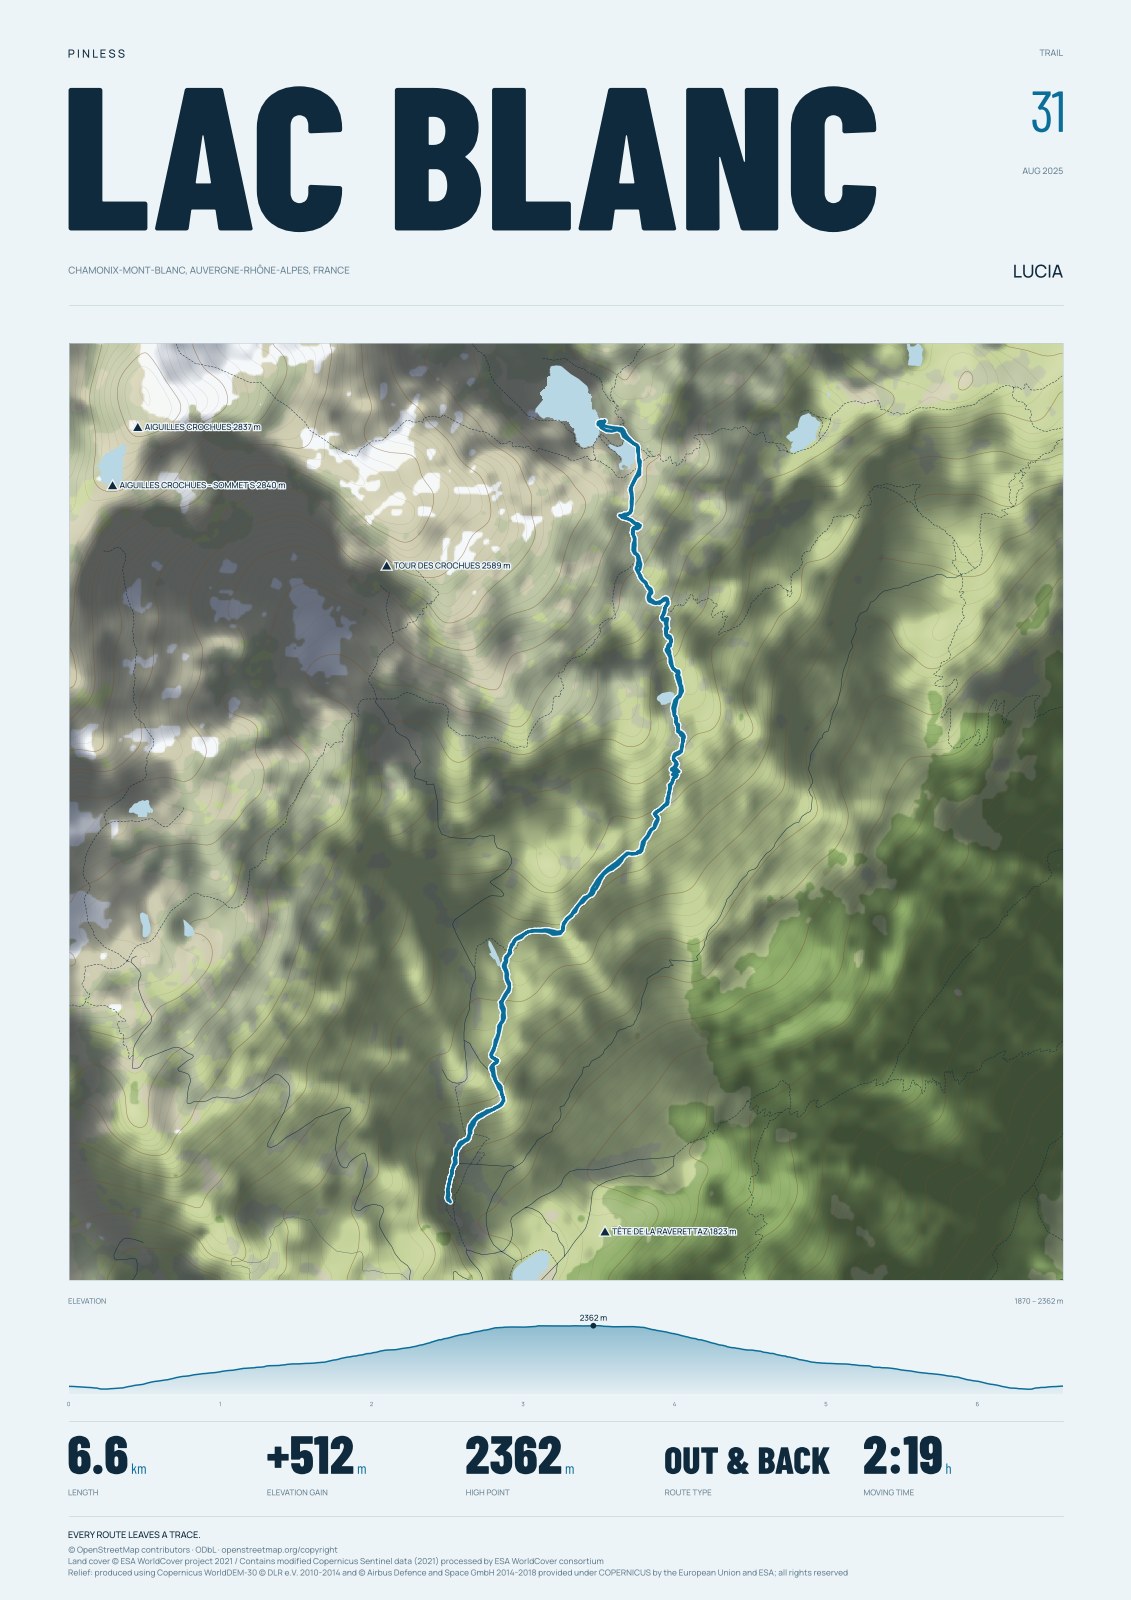 PINLESS
TRAIL
LAC BLANC
31
AUG 2025
CHAMONIX-MONT-BLANC, AUVERGNE-RHÔNE-ALPES, FRANCE
LUCIA
AIGUILLES CROCHUES 2837 m
AIGUILLES CROCHUES - SOMMET S 2840 m
TOUR DES CROCHUES 2589 m
TÊTE DE LA RAVERETTAZ 1823 m
ELEVATION
1870 – 2362 m
2362 m
0 1 2 3 4 5 6
6.6 km
+512 m
2362 m
OUT & BACK
2:19 h
LENGTH
ELEVATION GAIN
HIGH POINT
ROUTE TYPE
MOVING TIME
EVERY ROUTE LEAVES A TRACE.
© OpenStreetMap contributors · ODbL · openstreetmap.org/copyright
Land cover © ESA WorldCover project 2021 / Contains modified Copernicus Sentinel data (2021) processed by ESA WorldCover consortium
Relief: produced using Copernicus WorldDEM-30 © DLR e.V. 2010-2014 and © Airbus Defence and Space GmbH 2014-2018 provided under COPERNICUS by the European Union and ESA; all rights reserved